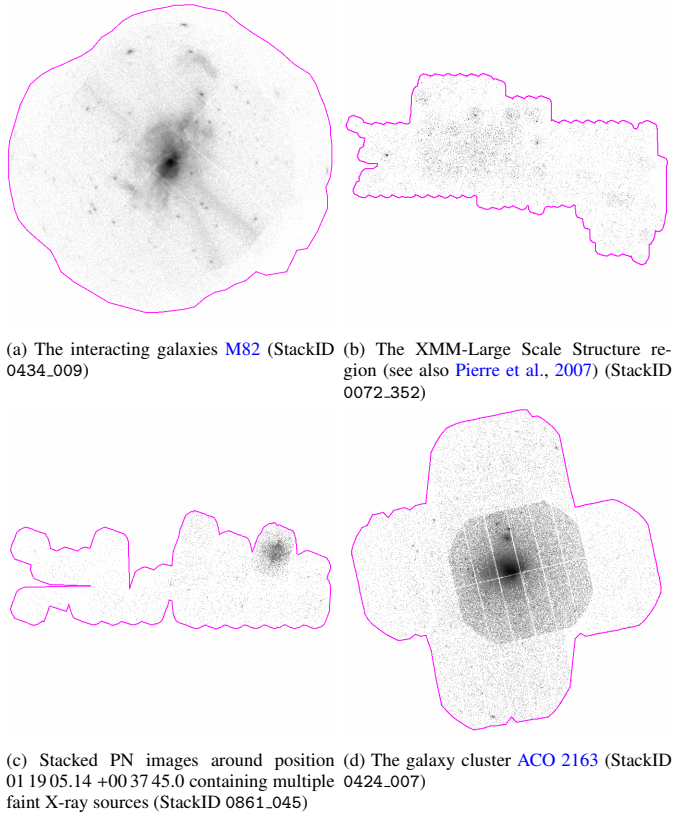 (a) The interacting galaxies M82 (StackID
0434_009)
(b) The XMM-Large Scale Structure re-
gion (see also Pierre et al., 2007) (StackID
0072_352)
(c) Stacked PN images around position
01 19 05.14 +00 37 45.0 containing multiple
faint X-ray sources (StackID 0861_045)
(d) The galaxy cluster ACO 2163 (StackID
0424_007)